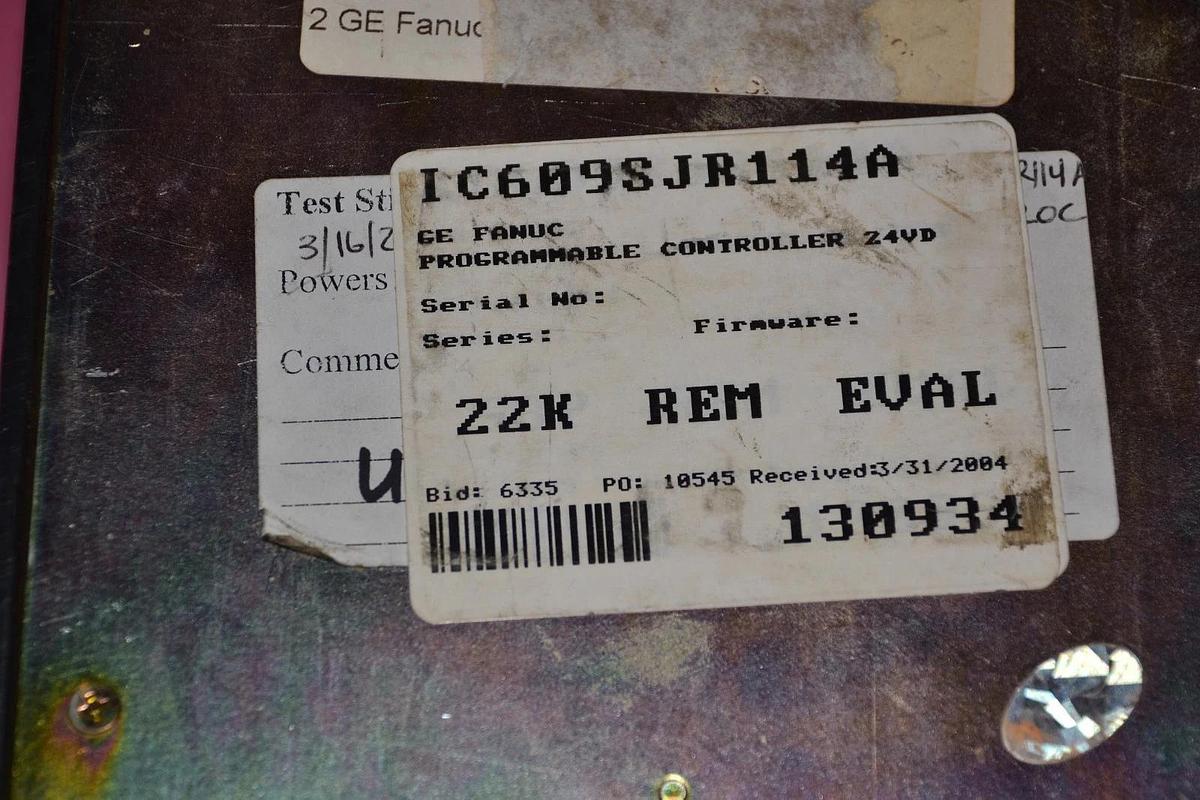 2 GE Fanuc
IC609SJR114A
GE FANUC
PROGRAMMABLE CONTROLLER 24VD
Serial No:
Series: Firmware:
22K REM EVAL
Bid: 6335 PO: 10545 Received:3/31/2004
130934
Test
3/16/2
Powers
Comme